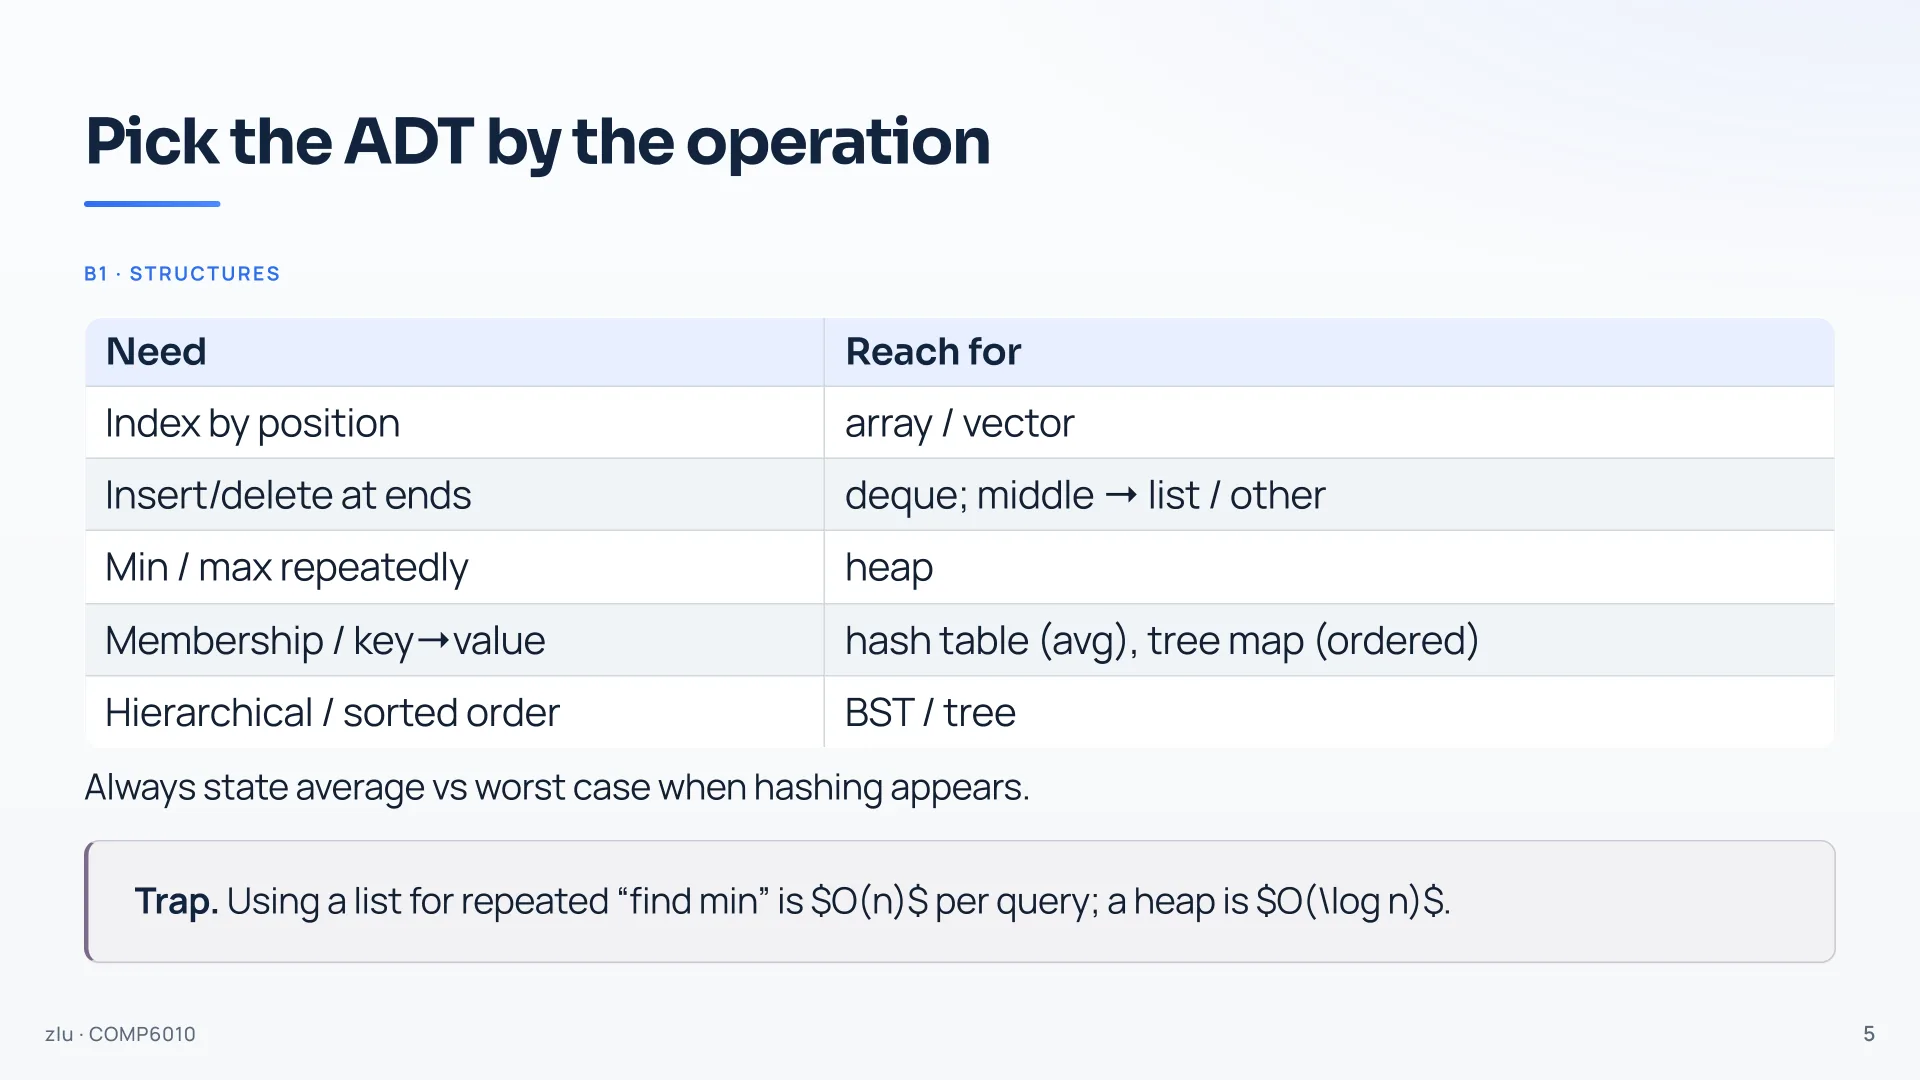 Pick the ADT by the operation
B1 · STRUCTURES
Need Reach for
Index by position array / vector
Insert/delete at ends deque; middle → list / other
Min / max repeatedly heap
Membership / key→value hash table (avg), tree map (ordered)
Hierarchical / sorted order BST / tree
Always state average vs worst case when hashing appears.
Trap. Using a list for repeated “find min” is $O(n)$ per query; a heap is $O(\log n)$.
zlu · COMP6010
5